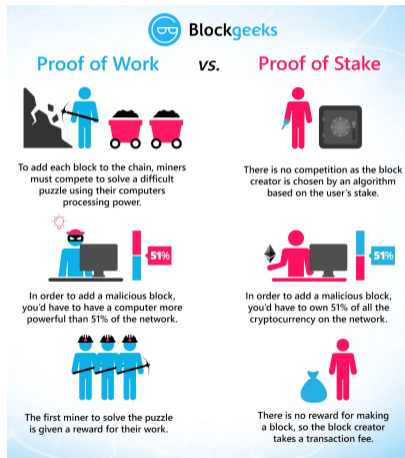 Blockgeeks
Proof of Work
vs.
Proof of Stake
To add each block to the chain, miners
must compete to solve a difficult
puzzle using their computers
processing power.
There is no competition as the block
creator is chosen by an algorithm
based on the user's stake.
51%
51%
In order to add a malicious block,
you'd have to have a computer more
powerful than 51% of the network.
In order to add a malicious block,
you'd have to own 51% of all the
cryptocurrency on the network.
The first miner to solve the puzzle
is given a reward for their work.
There is no reward for making
a block, so the block creator
takes a transaction fee.